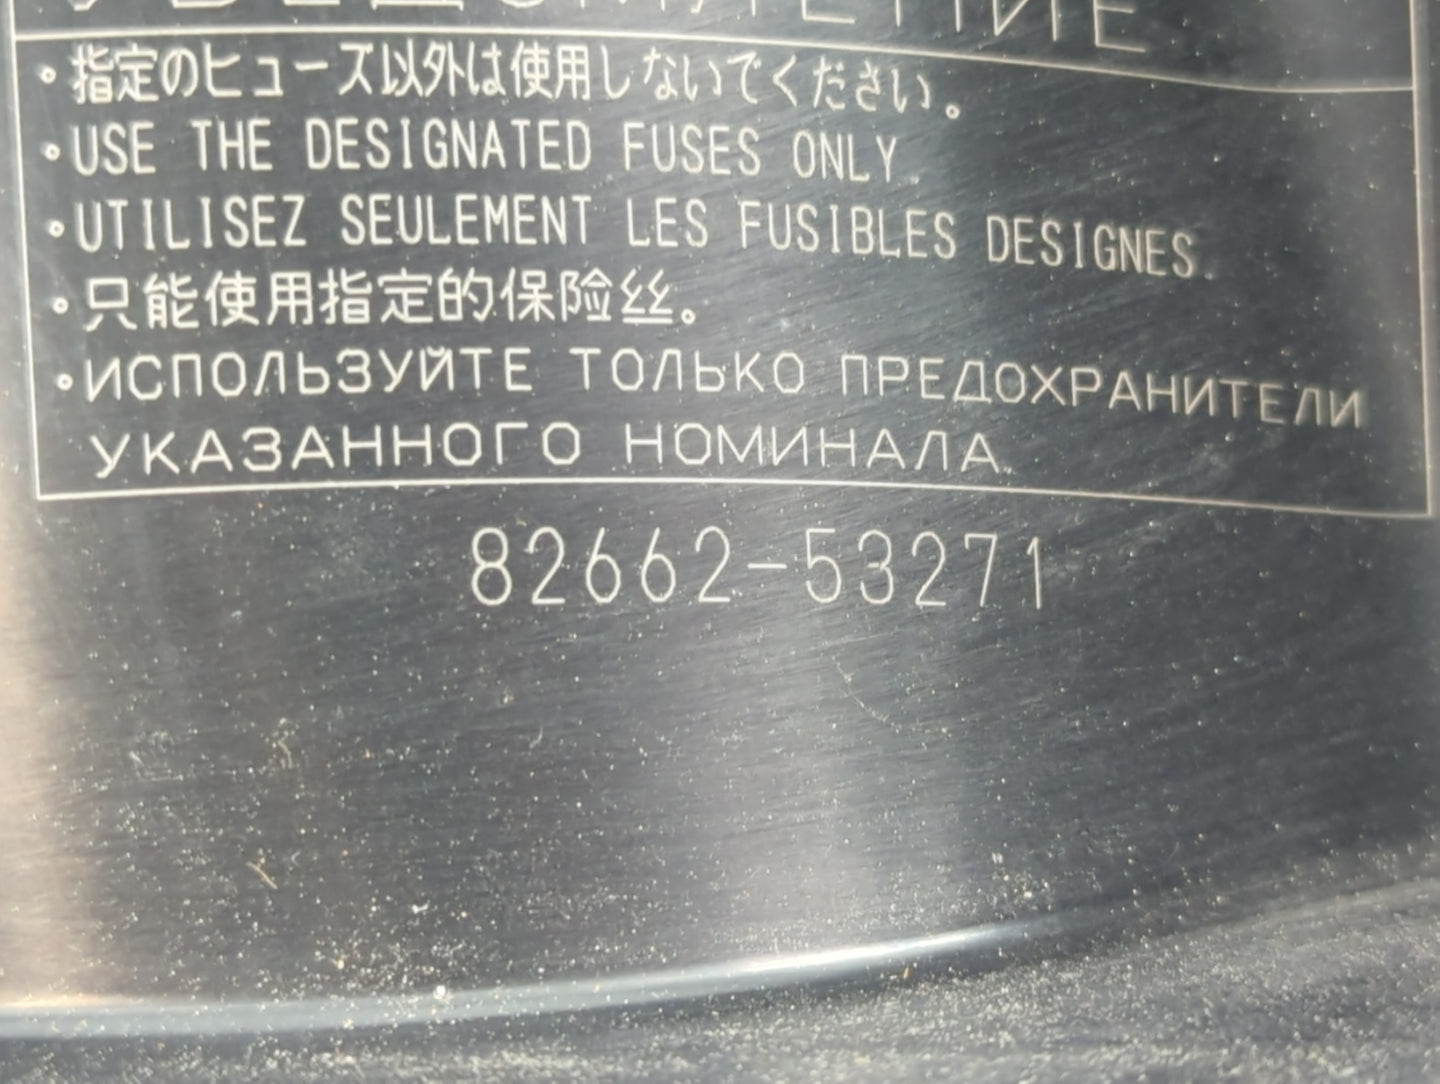 УВЕДОМЛЕНИЕ
・指定のヒューズ以外は使用しないでください。
・USE THE DESIGNATED FUSES ONLY.
・UTILISEZ SEULEMENT LES FUSIBLES DESIGNES.
・只能使用指定的保险丝。
・ИСПОЛЬЗУЙТЕ ТОЛЬКО ПРЕДОХРАНИТЕЛИ
УКАЗАННОГО НОМИНАЛА.
82662-53271